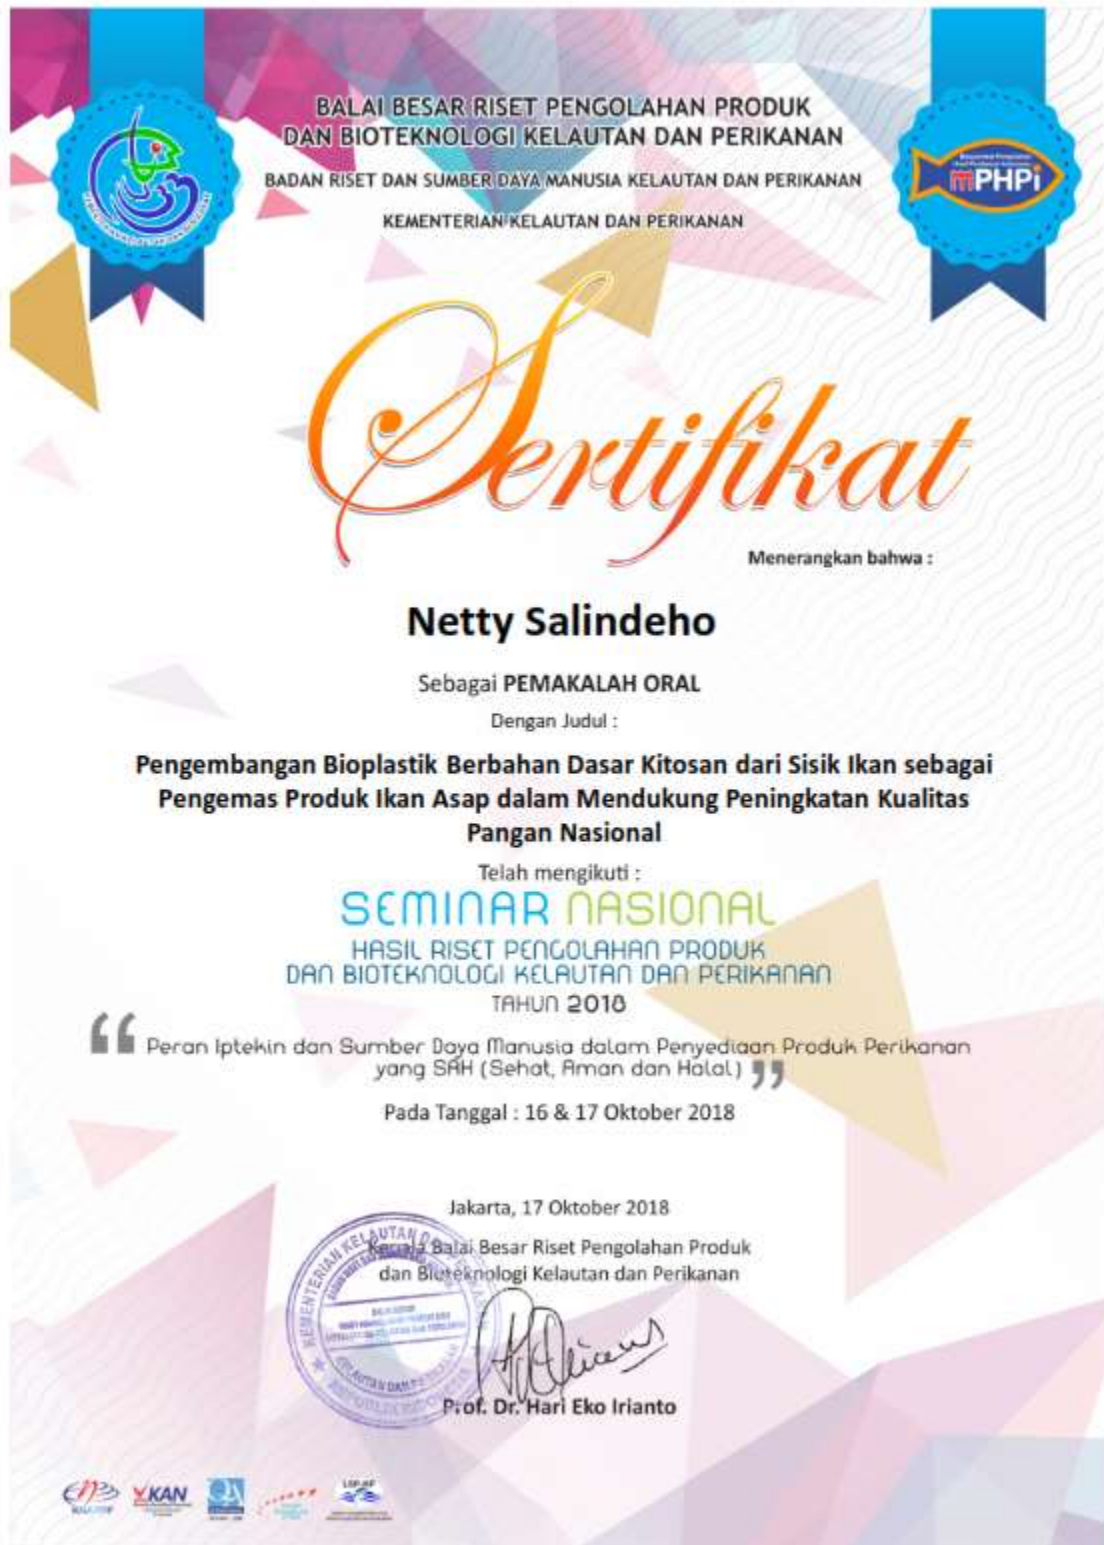 BALAI BESAR RISET PENGOLAHAN PRODUK
DAN BIOTEKNOLOGI KELAUTAN DAN PERIKANAN
BADAN RISET DAN SUMBER DAYA MANUSIA KELAUTAN DAN PERIKANAN
KEMENTERIAN KELAUTAN DAN PERIKANAN
mPHPi
Sertifikat
Menerangkan bahwa :
Netty Salindeho
Sebagai PEMAKALAH ORAL
Dengan Judul :
Pengembangan Bioplastik Berbahan Dasar Kitosan dari Sisik Ikan sebagai
Pengemas Produk Ikan Asap dalam Mendukung Peningkatan Kualitas
Pangan Nasional
Telah mengikuti :
SEMINAR NASIONAL
HASIL RISET PENGOLAHAN PRODUK
DAN BIOTEKNOLOGI KELAUTAN DAN PERIKANAN
TAHUN 2018
“ Peran Iptekin dan Sumber Daya Manusia dalam Penyediaan Produk Perikanan
yang SAH (Sehat, Aman dan Halal) ”
Pada Tanggal : 16 & 17 Oktober 2018
Jakarta, 17 Oktober 2018
Kepala Balai Besar Riset Pengolahan Produk
dan Bioteknologi Kelautan dan Perikanan
KEMENTERIAN KELAUTAN
Prof. Dr. Hari Eko Irianto
KAN